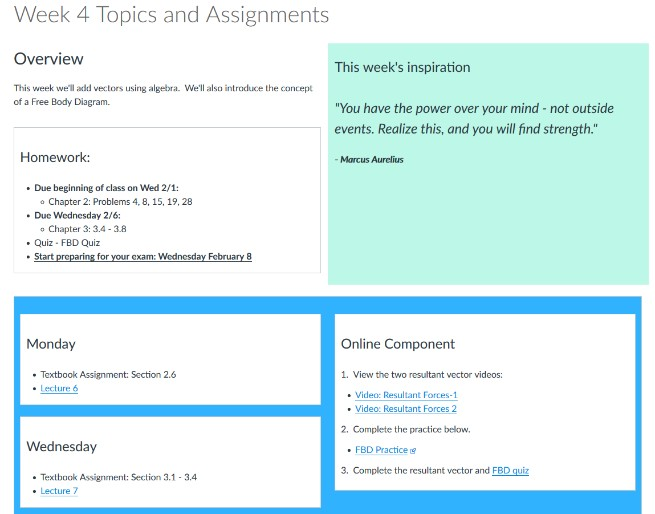 Week 4 Topics and Assignments
Overview
This week we'll add vectors using algebra. We'll also introduce the concept
of a Free Body Diagram.
Homework:
• Due beginning of class on Wed 2/1:
○ Chapter 2: Problems 4, 8, 15, 19, 28
• Due Wednesday 2/6:
○ Chapter 3: 3.4 - 3.8
• Quiz - FBD Quiz
• Start preparing for your exam: Wednesday February 8
This week's inspiration
"You have the power over your mind - not outside
events. Realize this, and you will find strength."
- Marcus Aurelius
Monday
• Textbook Assignment: Section 2.6
• Lecture 6
Wednesday
• Textbook Assignment: Section 3.1 - 3.4
• Lecture 7
Online Component
1. View the two resultant vector videos:
• Video: Resultant Forces-1
• Video: Resultant Forces 2
2. Complete the practice below.
• FBD Practice
3. Complete the resultant vector and FBD quiz